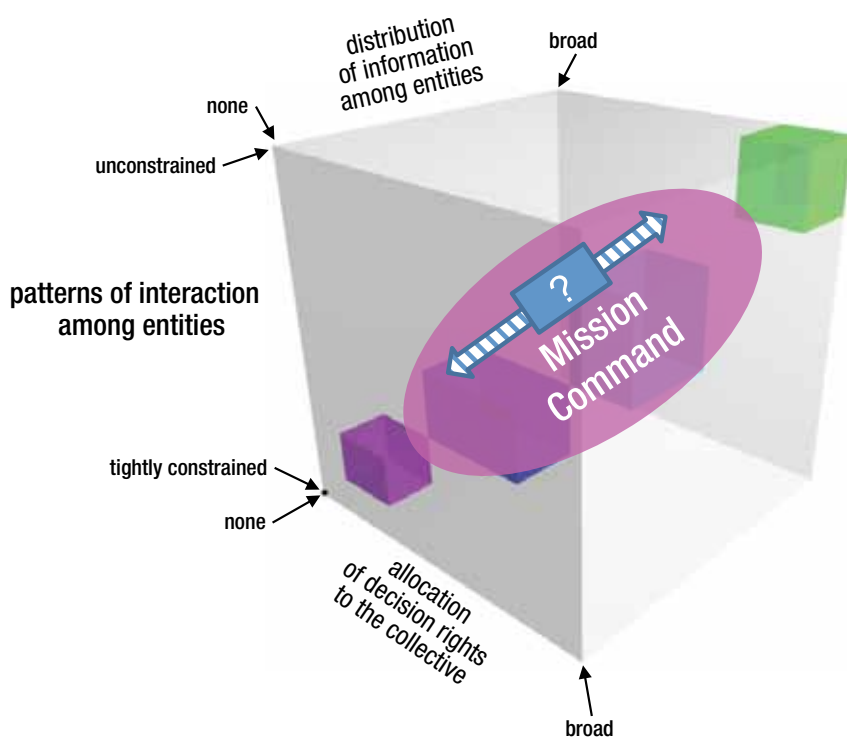 distribution
of information
among entities
broad
none
unconstrained
patterns of interaction
among entities
?
Mission
Command
tightly constrained
none
allocation
of decision rights
to the collective
broad